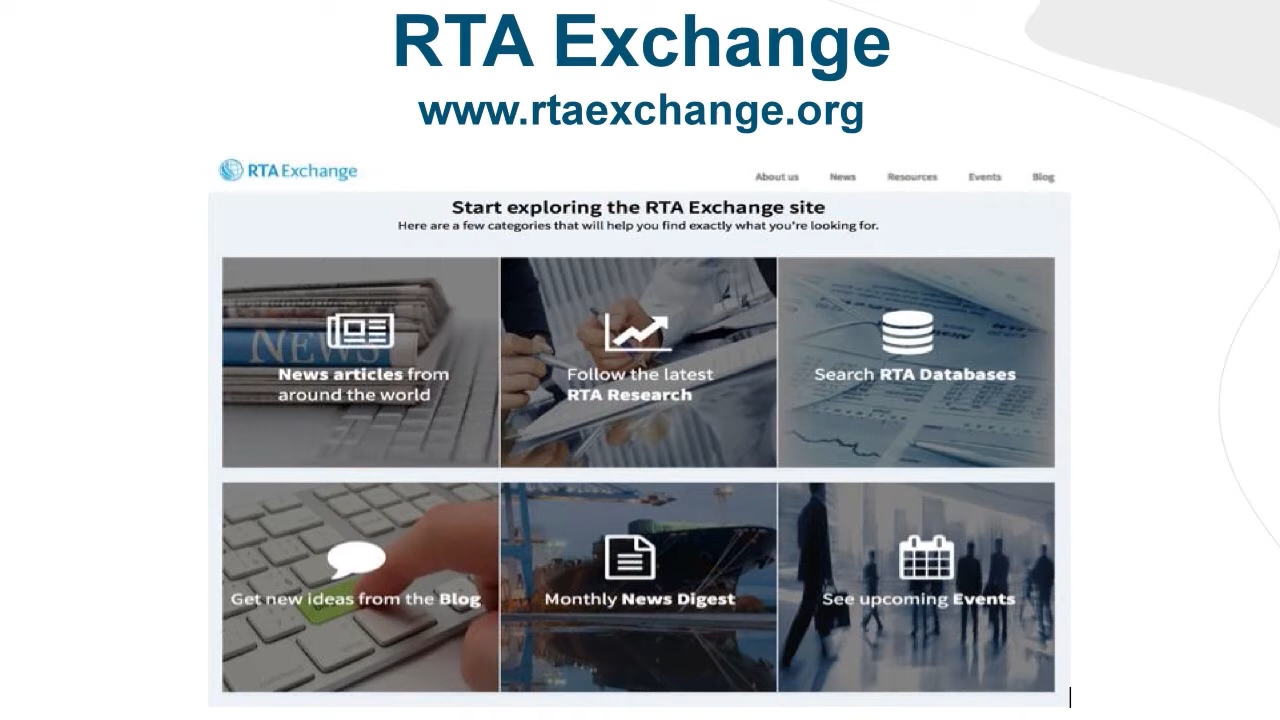 RTA Exchange
www.rtaexchange.org
RTA Exchange
About us News Resources Events Blog
Start exploring the RTA Exchange site
Here are a few categories that will help you find exactly what you're looking for.
NEWS
News articles from
around the world
Follow the latest
RTA Research
Search RTA Databases
Get new ideas from the Blog
Monthly News Digest
See upcoming Events